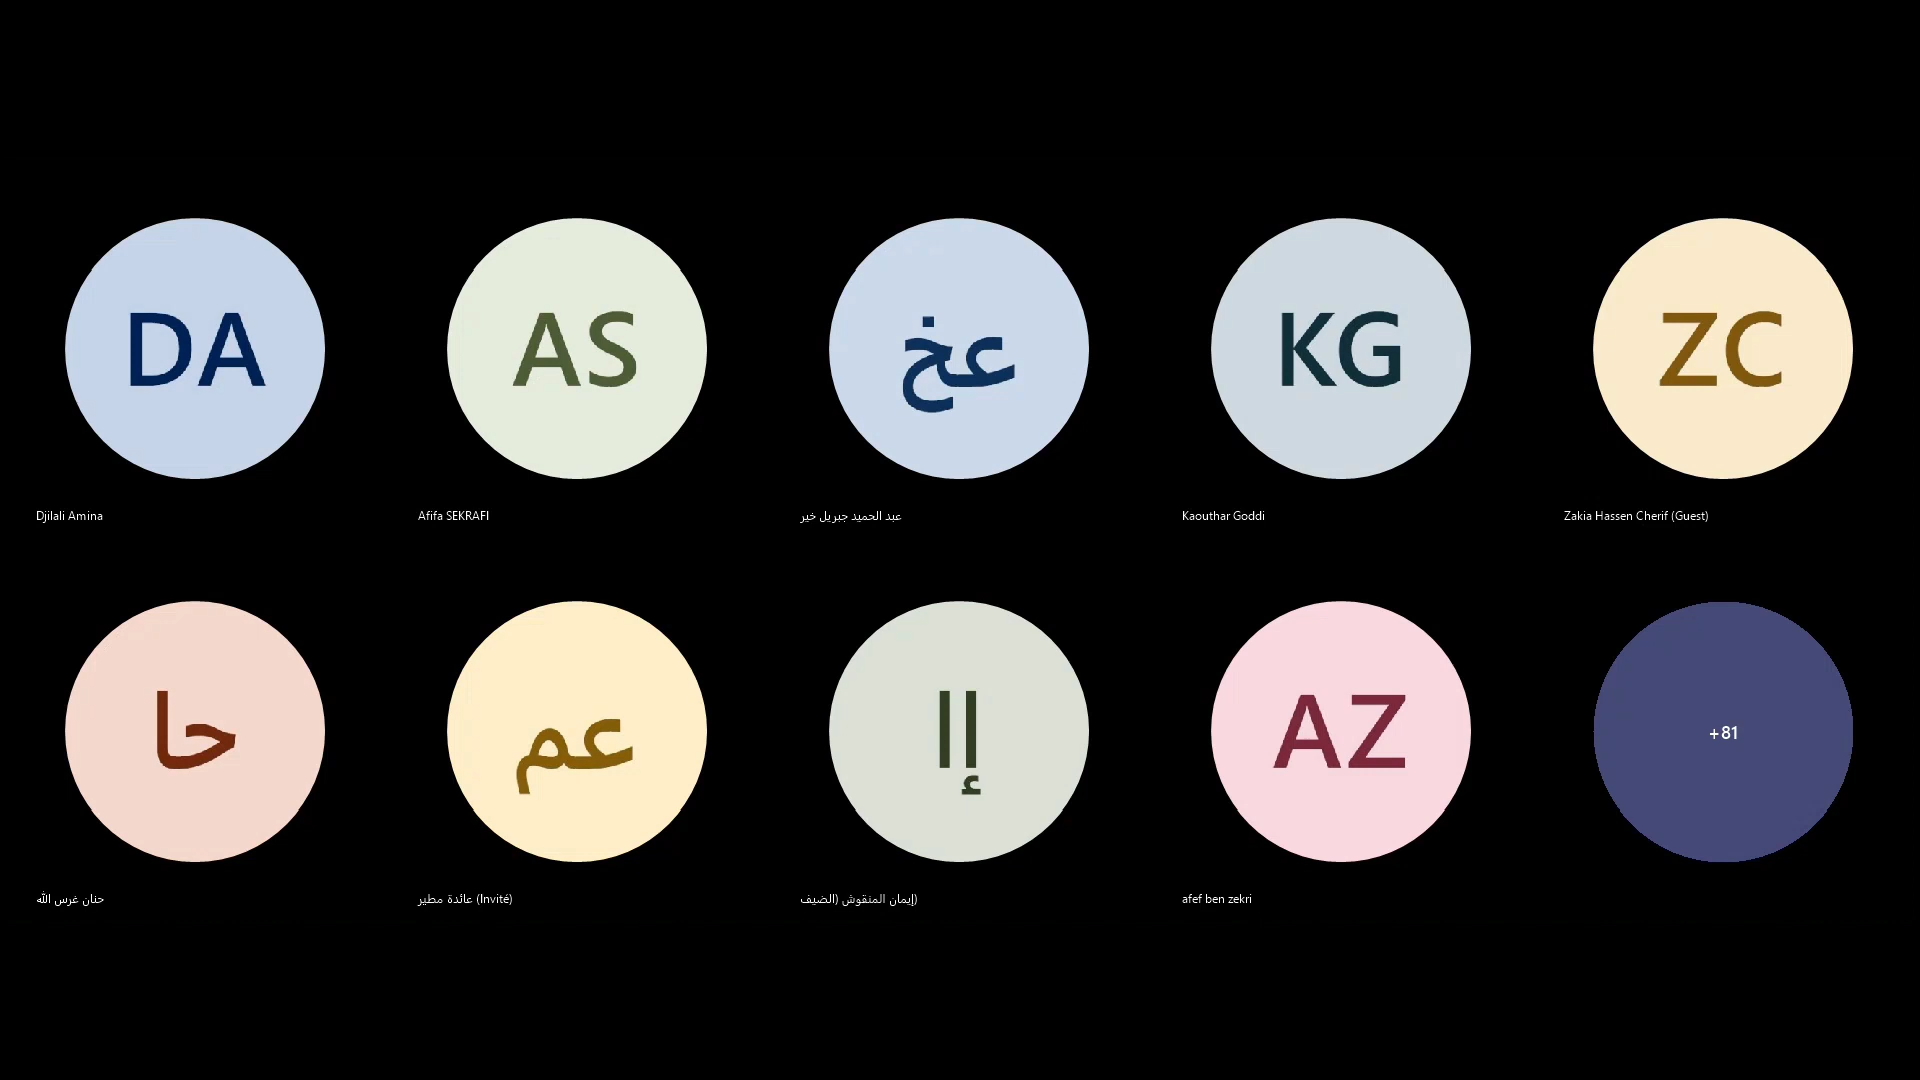 DA
AS
عخ
KG
ZC
Djilali Amina
Afifa SEKRAFI
عبد الحميد جبريل خير
Kaouthar Goddi
Zakia Hassen Cherif (Guest)
حا
عم
إا
AZ
+81
حنان غرس الله
عائدة مطير (Invité)
إيمان المنقوش (الضيف)
afef ben zekri